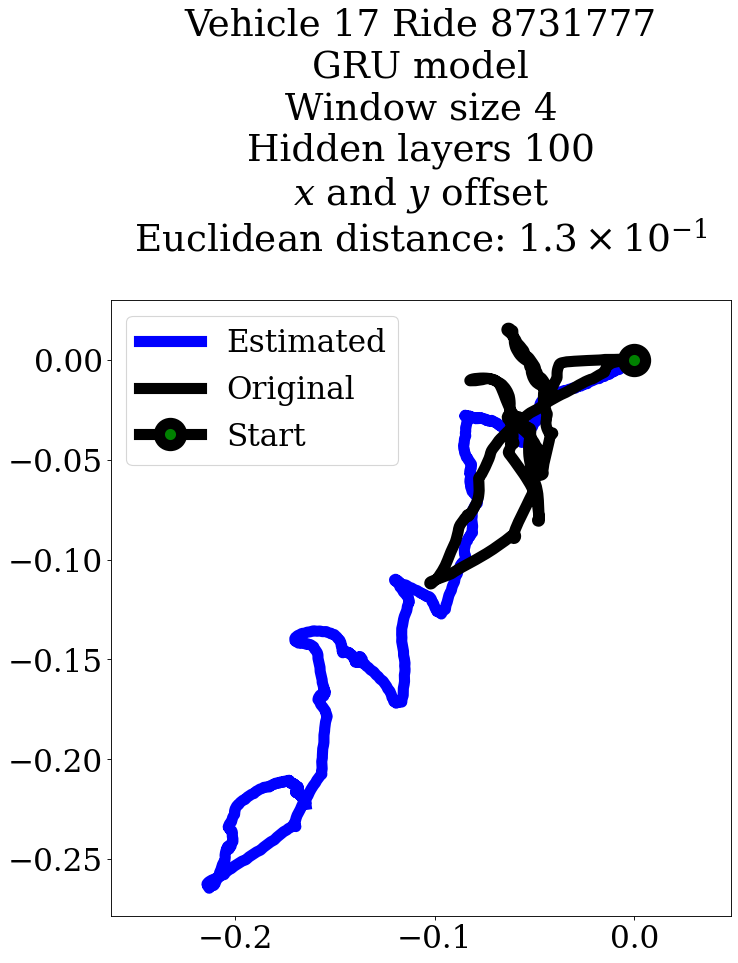 Vehicle 17 Ride 8731777
GRU model
Window size 4
Hidden layers 100
x and y offset
Euclidean distance: 1.3 × 10⁻¹
Estimated
Original
Start
0.00
−0.05
−0.10
−0.15
−0.20
−0.25
−0.2 −0.1 0.0